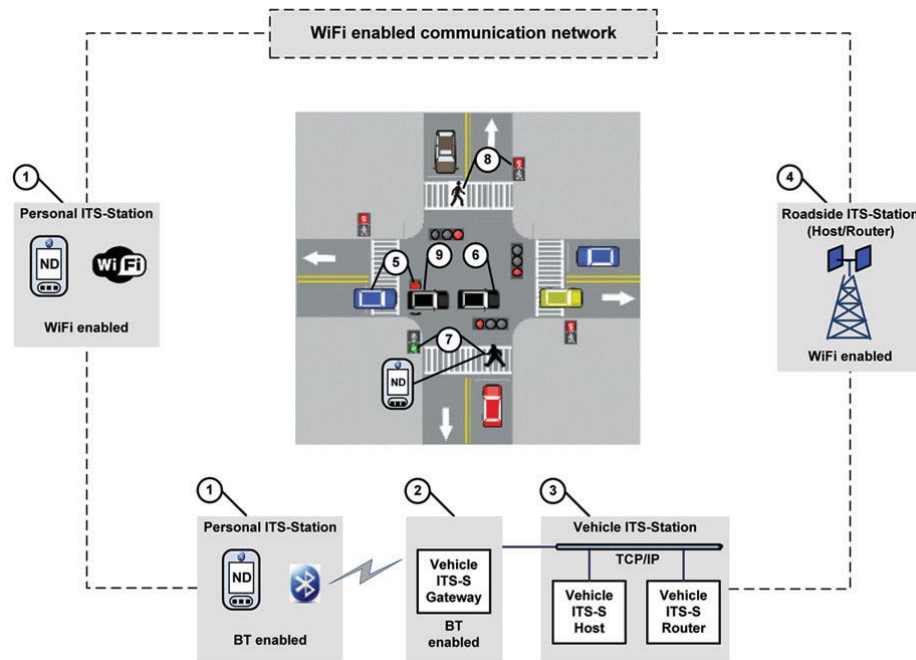 WiFi enabled communication network
1
Personal ITS-Station
ND
WiFi
WiFi enabled
8
5
9
6
7
ND
4
Roadside ITS-Station
(Host/Router)
WiFi enabled
1
Personal ITS-Station
ND
BT enabled
2
Vehicle
ITS-S
Gateway
BT
enabled
3
Vehicle ITS-Station
TCP/IP
Vehicle
ITS-S
Host
Vehicle
ITS-S
Router